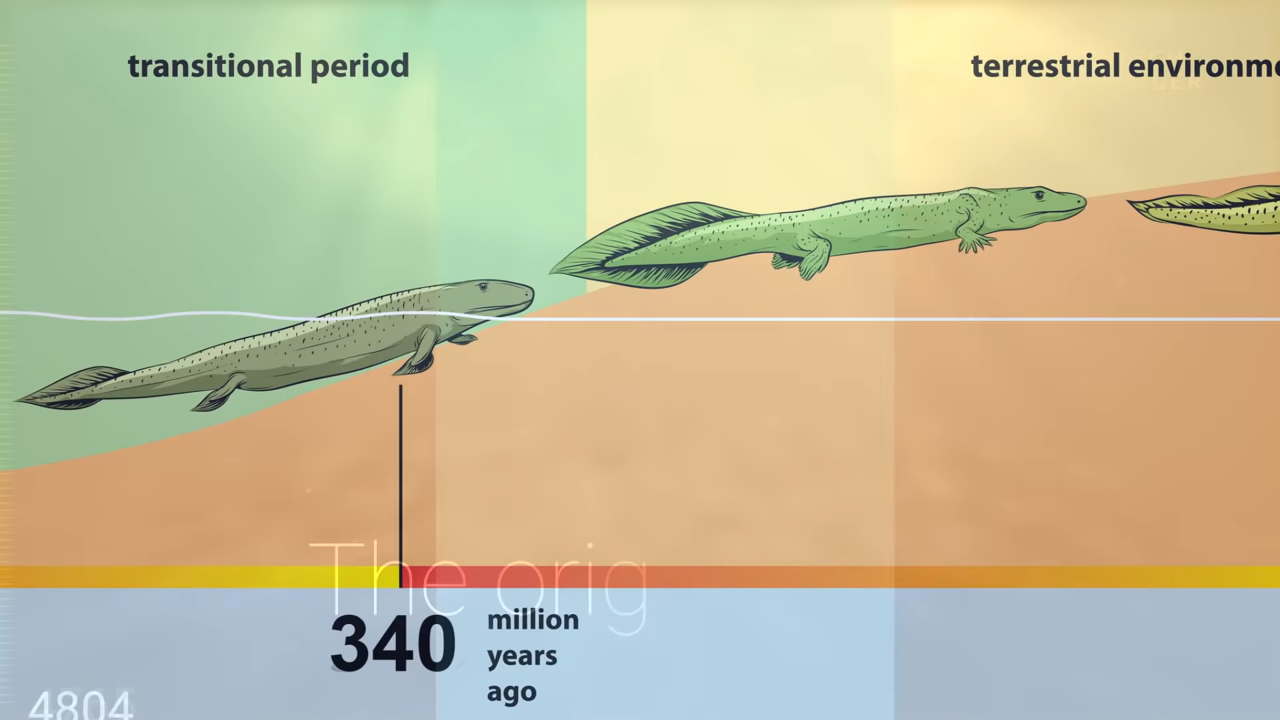 transitional period
terrestrial environme
The orig
340
million
years
ago
4804